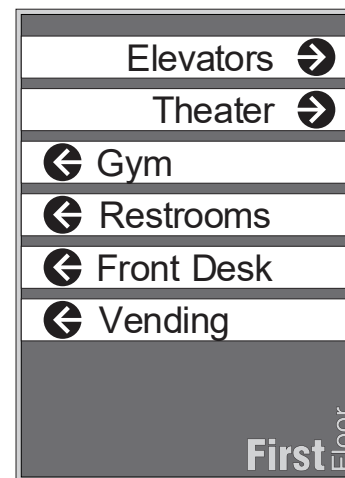 Elevators
Theater
Gym
Restrooms
Front Desk
Vending
First Floor